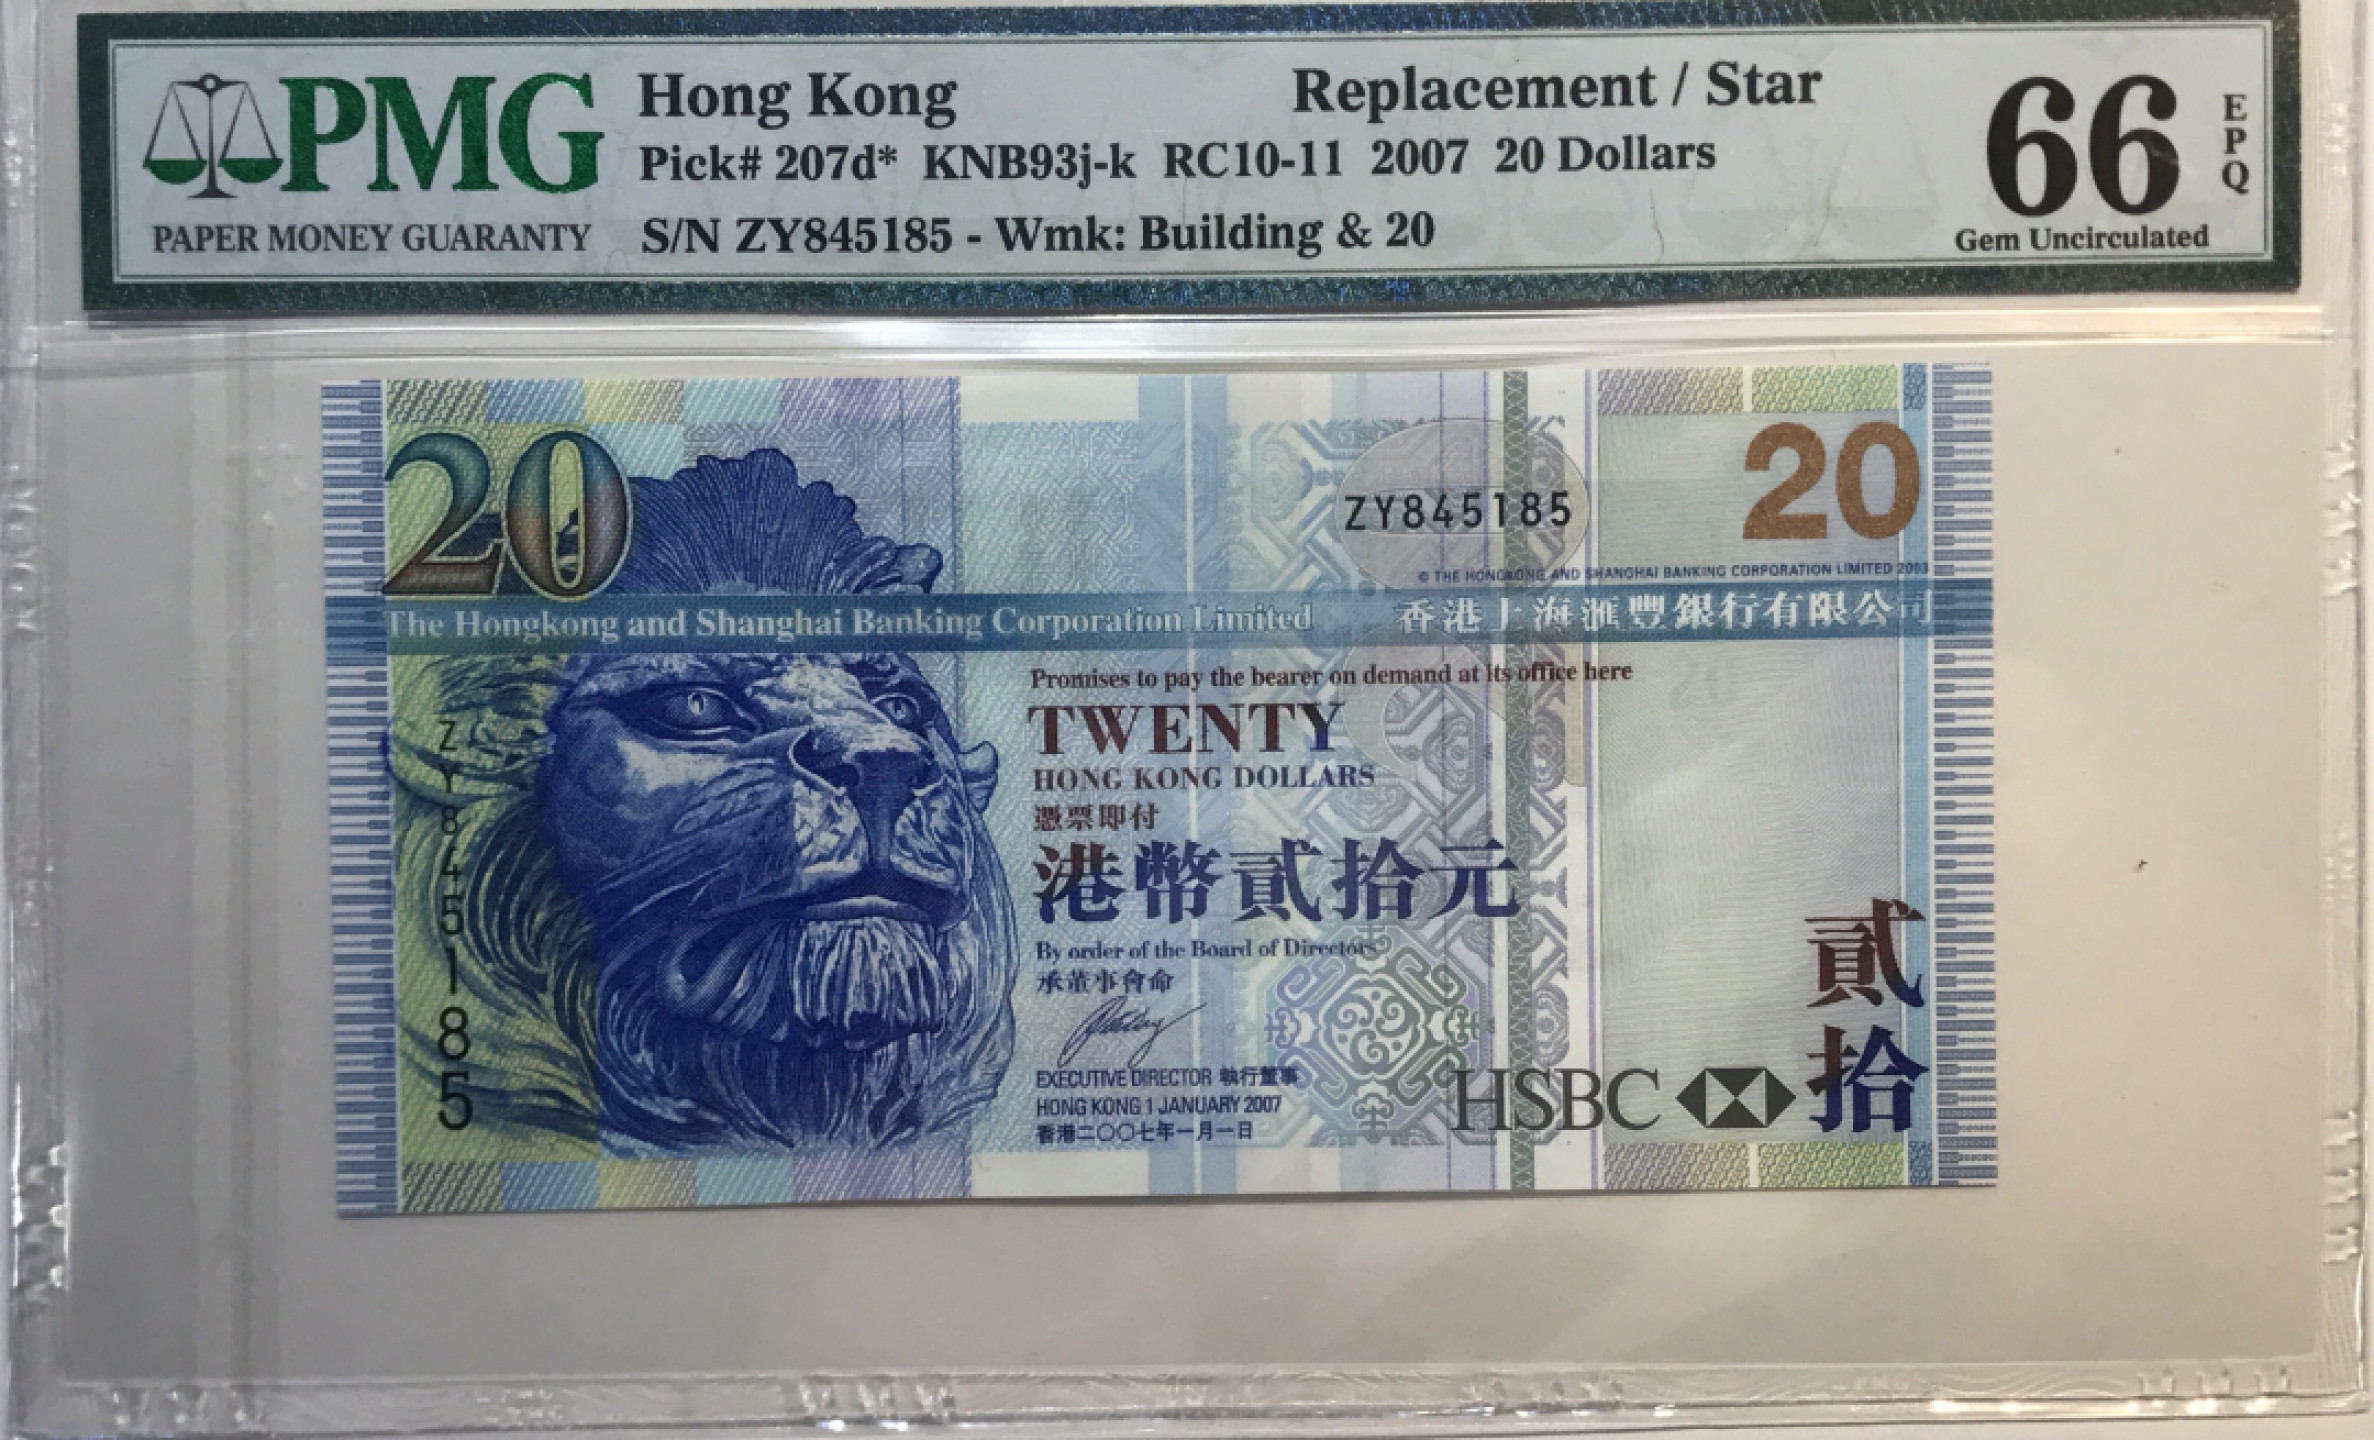 PMG
PAPER MONEY GUARANTY
Hong Kong
Replacement / Star
Pick# 207d* KNB93j-k RC10-11 2007 20 Dollars
S/N ZY845185 - Wmk: Building & 20
66
EPQ
Gem Uncirculated
20
ZY845185
20
© THE HONGKONG AND SHANGHAI BANKING CORPORATION LIMITED 2003
The Hongkong and Shanghai Banking Corporation Limited
香港上海滙豐銀行有限公司
Promises to pay the bearer on demand at its office here
TWENTY
HONG KONG DOLLARS
憑票即付
港幣貳拾元
By order of the Board of Directors
承董事會命
EXECUTIVE DIRECTOR 執行董事
HONG KONG 1 JANUARY 2007
香港二〇〇七年一月一日
ZY845185
HSBC
貳拾